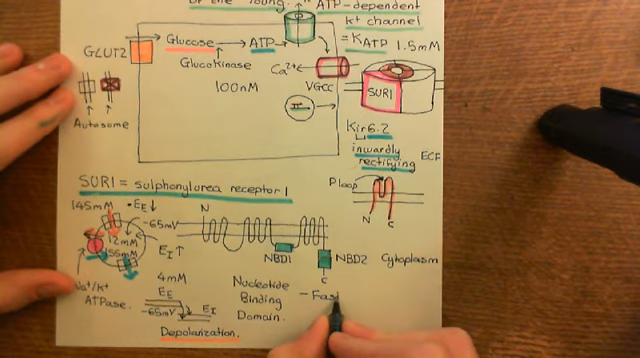 of the Young.
ATP-dependent
K+ channel
= KATP 1.5mM
GLUT2
Glucose → ATP →
Glucokinase
Ca2+
VGCC
100nM
SUR1
Autosome
Kir6.2
inwardly
rectifying
ECF
P loop
N
C
SUR1 = sulphonylurea receptor 1
145mM
• EE ↓
-65mV
N
12mM
155mM
EI ↑
NBD1
NBD2
Cytoplasm
C
Na+/K+
ATPase.
4mM
EE
-65mV
EI
Depolarization.
Nucleotide
Binding
Domain.
- Fas